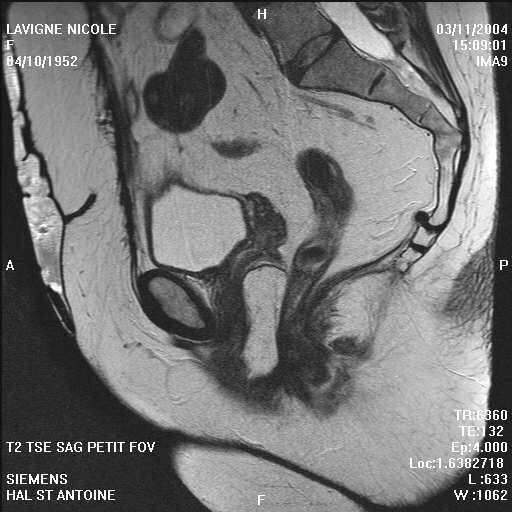 H
LAVIGNE NICOLE
F
04/10/1952
03/11/2004
15:09:01
IMA9
A
P
T2 TSE SAG PETIT FOV
SIEMENS
HAL ST ANTOINE
TR:6360
TE:132
Ep:4.000
Loc:1.6382718
L :633
W :1062
F